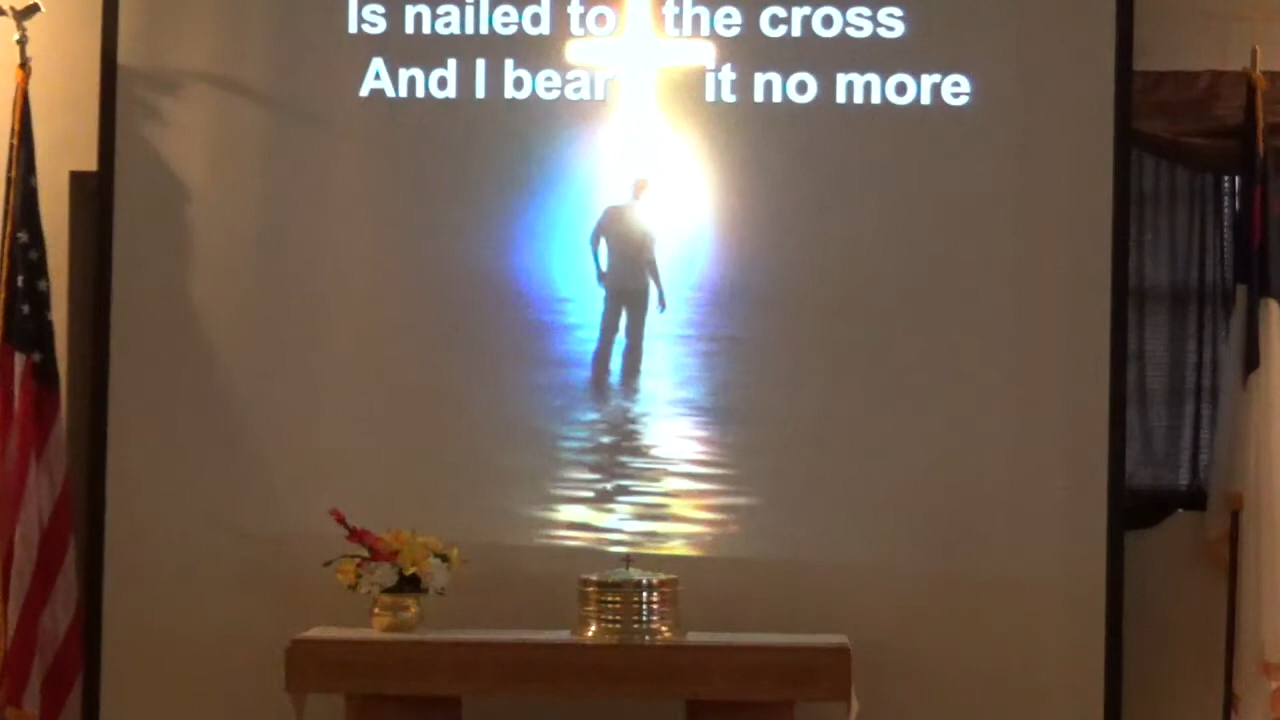 Is nailed to the cross
And I bear it no more